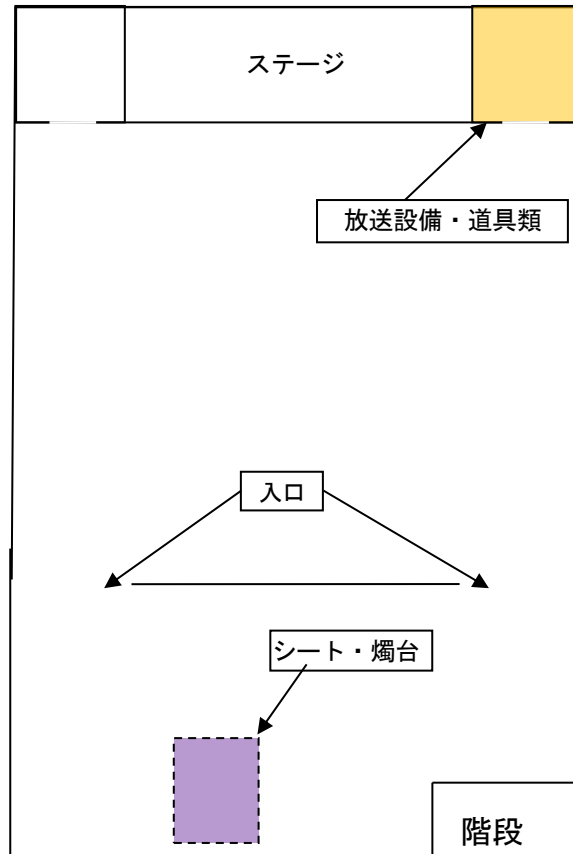 ステージ
放送設備・道具類
入口
シート・燭台
階段